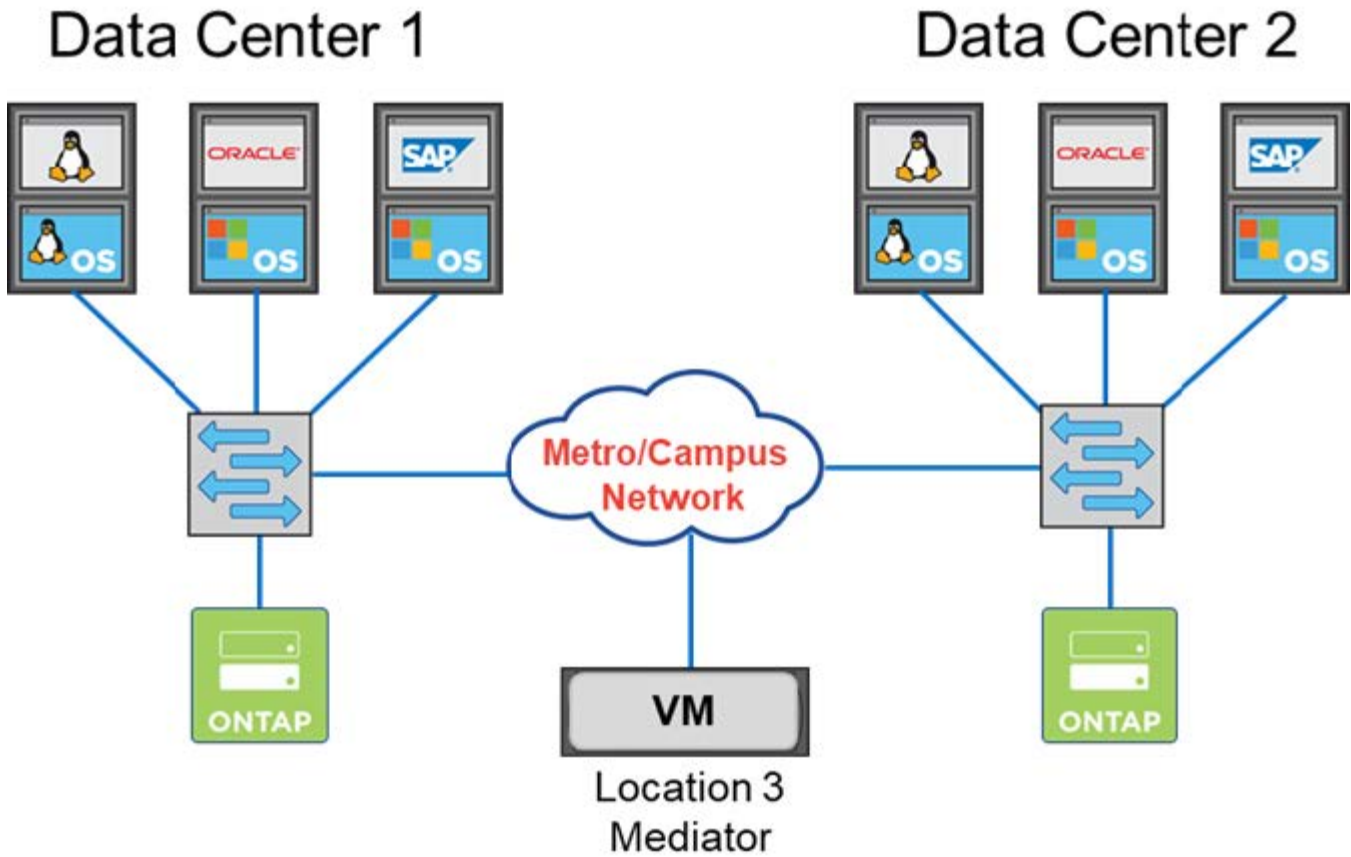 Data Center 1
Data Center 2
ORACLE
SAP
ORACLE
SAP
OS
OS
OS
OS
OS
OS
Metro/Campus
Network
ONTAP
VM
ONTAP
Location 3
Mediator